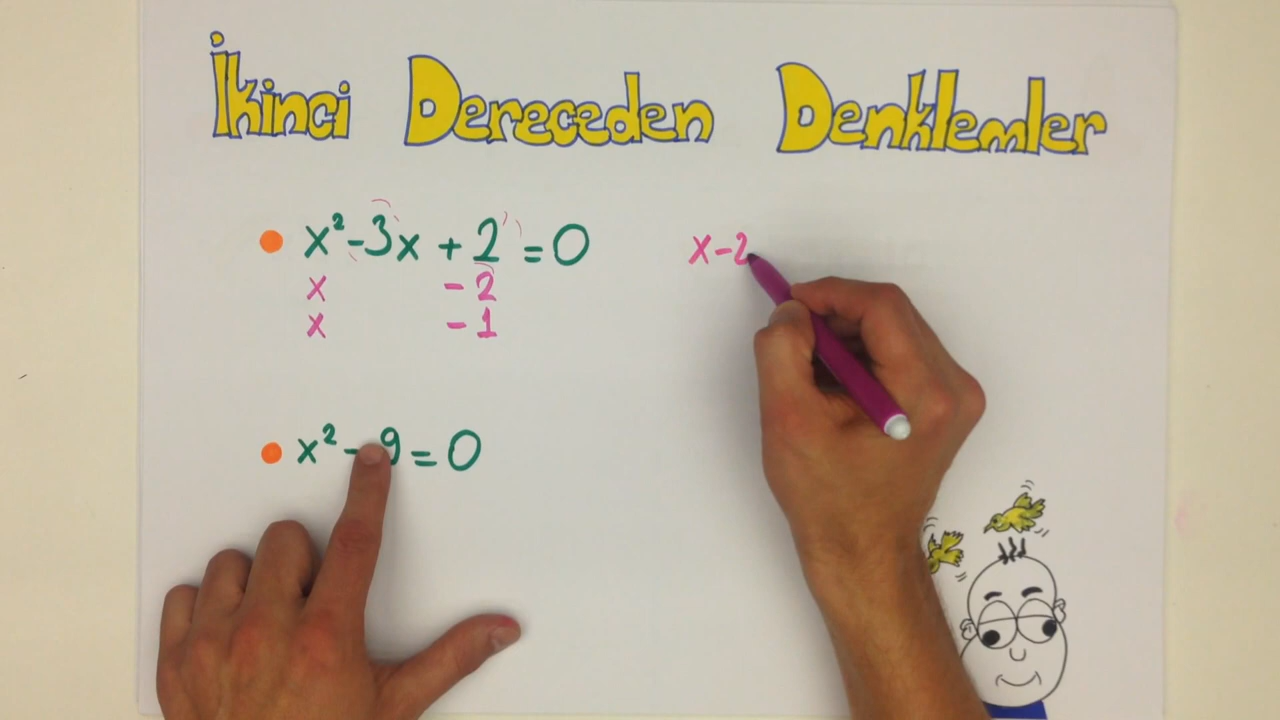 İkinci Dereceden Denklemler
x²-3x + 2 = 0
x - 2
x - 1
x-2
x² - 9 = 0